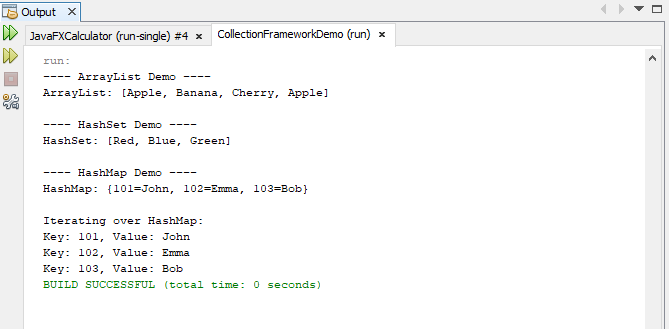 Output
JavaFXCalculator (run-single) #4
CollectionFrameworkDemo (run)
run:
---- ArrayList Demo ----
ArrayList: [Apple, Banana, Cherry, Apple]
---- HashSet Demo ----
HashSet: [Red, Blue, Green]
---- HashMap Demo ----
HashMap: {101=John, 102=Emma, 103=Bob}
Iterating over HashMap:
Key: 101, Value: John
Key: 102, Value: Emma
Key: 103, Value: Bob
BUILD SUCCESSFUL (total time: 0 seconds)